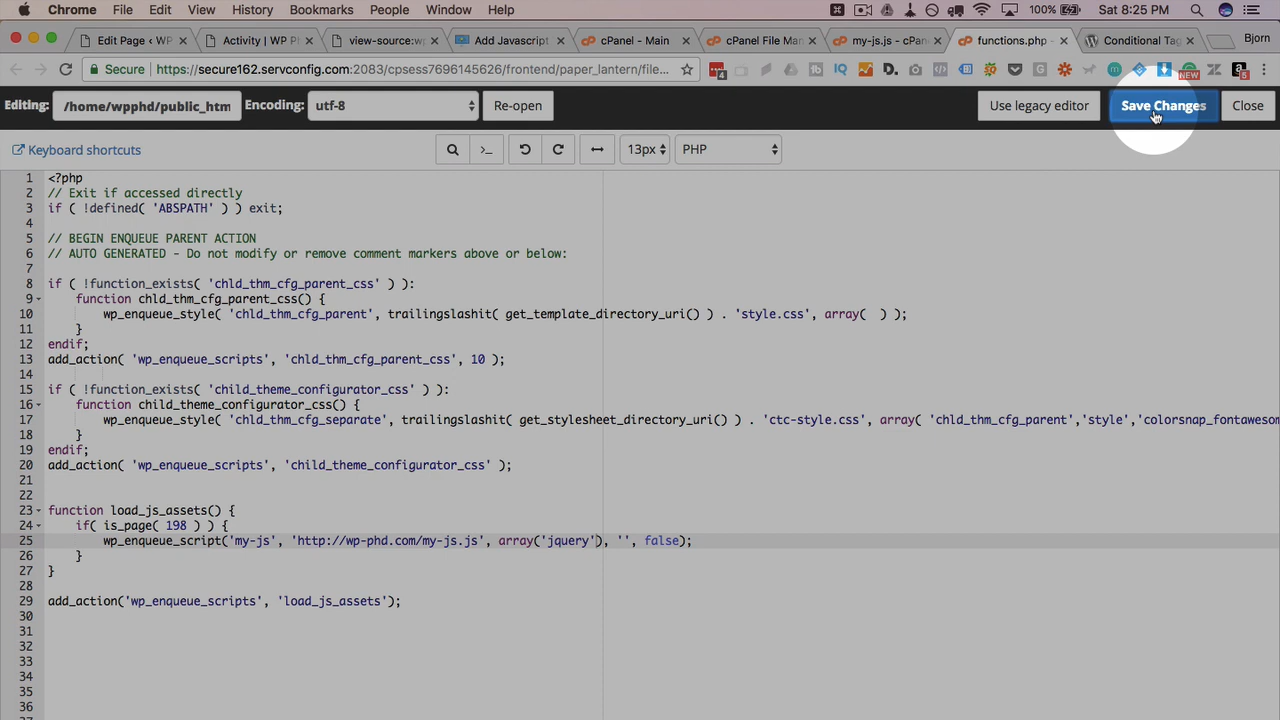 Chrome File Edit View History Bookmarks People Window Help 100% Sat 8:25 PM
Edit Page ‹ WP Activity | WP P view-source:wp Add Javascript cPanel - Main cPanel File Man my-js.js - cPan functions.php - Conditional Tag Bjorn
Secure https://secure162.servconfig.com:2083/cpsess7696145626/frontend/paper_lantern/file... 4 NEW 5
Editing: /home/wpphd/public_htm Encoding: utf-8 Re-open Use legacy editor Save Changes Close
Keyboard shortcuts 13px PHP
1 <?php
2 // Exit if accessed directly
3 if ( !defined( 'ABSPATH' ) ) exit;
4
5 // BEGIN ENQUEUE PARENT ACTION
6 // AUTO GENERATED - Do not modify or remove comment markers above or below:
7
8 if ( !function_exists( 'chld_thm_cfg_parent_css' ) ):
9 function chld_thm_cfg_parent_css() {
10 wp_enqueue_style( 'chld_thm_cfg_parent', trailingslashit( get_template_directory_uri() ) . 'style.css', array(  ) );
11 }
12 endif;
13 add_action( 'wp_enqueue_scripts', 'chld_thm_cfg_parent_css', 10 );
14
15 if ( !function_exists( 'child_theme_configurator_css' ) ):
16 function child_theme_configurator_css() {
17 wp_enqueue_style( 'chld_thm_cfg_separate', trailingslashit( get_stylesheet_directory_uri() ) . 'ctc-style.css', array( 'chld_thm_cfg_parent','style','colorsnap_fontawesom
18 }
19 endif;
20 add_action( 'wp_enqueue_scripts', 'child_theme_configurator_css' );
21
22
23 function load_js_assets() {
24 if( is_page( 198 ) ) {
25 wp_enqueue_script('my-js', 'http://wp-phd.com/my-js.js', array('jquery'), '', false);
26 }
27 }
28
29 add_action('wp_enqueue_scripts', 'load_js_assets');
30
31
32
33
34
35
36